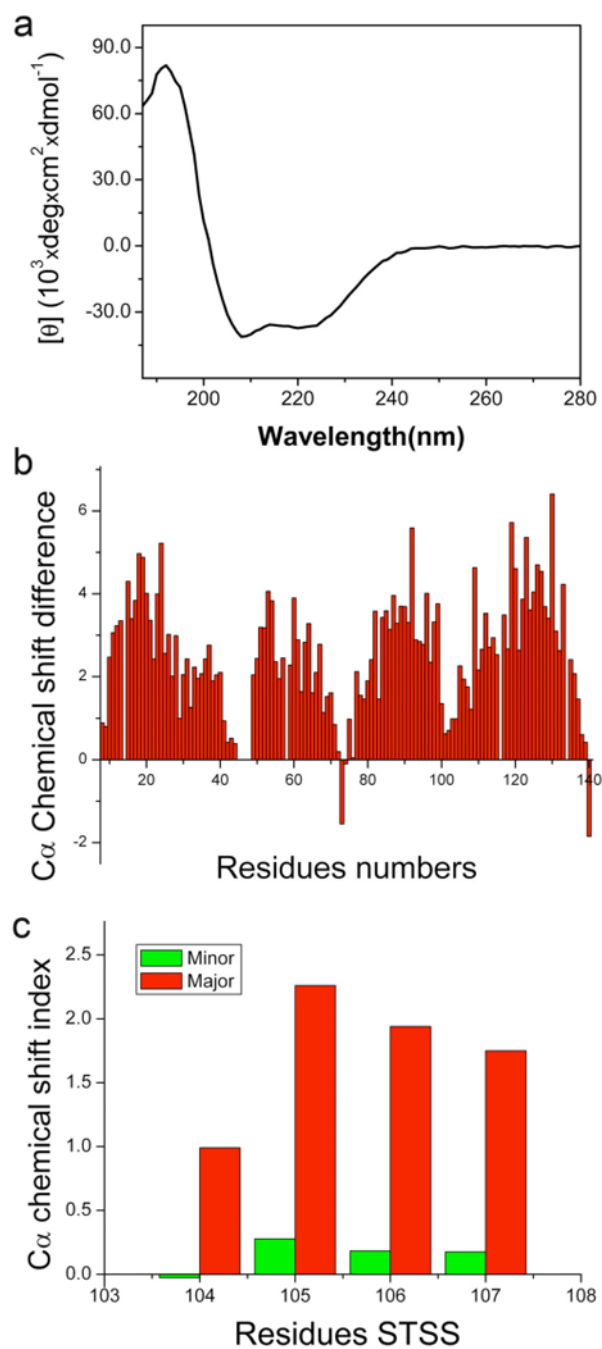 a
[θ] (10³xdegxcm²xdmol⁻¹)
90.0
60.0
30.0
0.0
-30.0
200 220 240 260 280
Wavelength(nm)
b
Cα Chemical shift difference
6
4
2
0
-2
20 40 60 80 100 120 140
Residues numbers
c
Cα chemical shift index
Minor
Major
2.5
2.0
1.5
1.0
0.5
0.0
103 104 105 106 107 108
Residues STSS